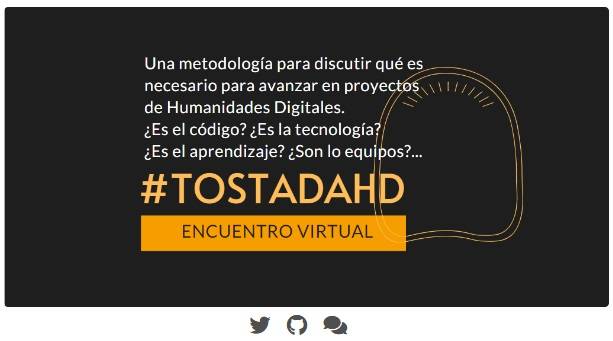 Una metodología para discutir qué es
necesario para avanzar en proyectos
de Humanidades Digitales.
¿Es el código? ¿Es la tecnología?
¿Es el aprendizaje? ¿Son lo equipos?...
#TOSTADAHD
ENCUENTRO VIRTUAL